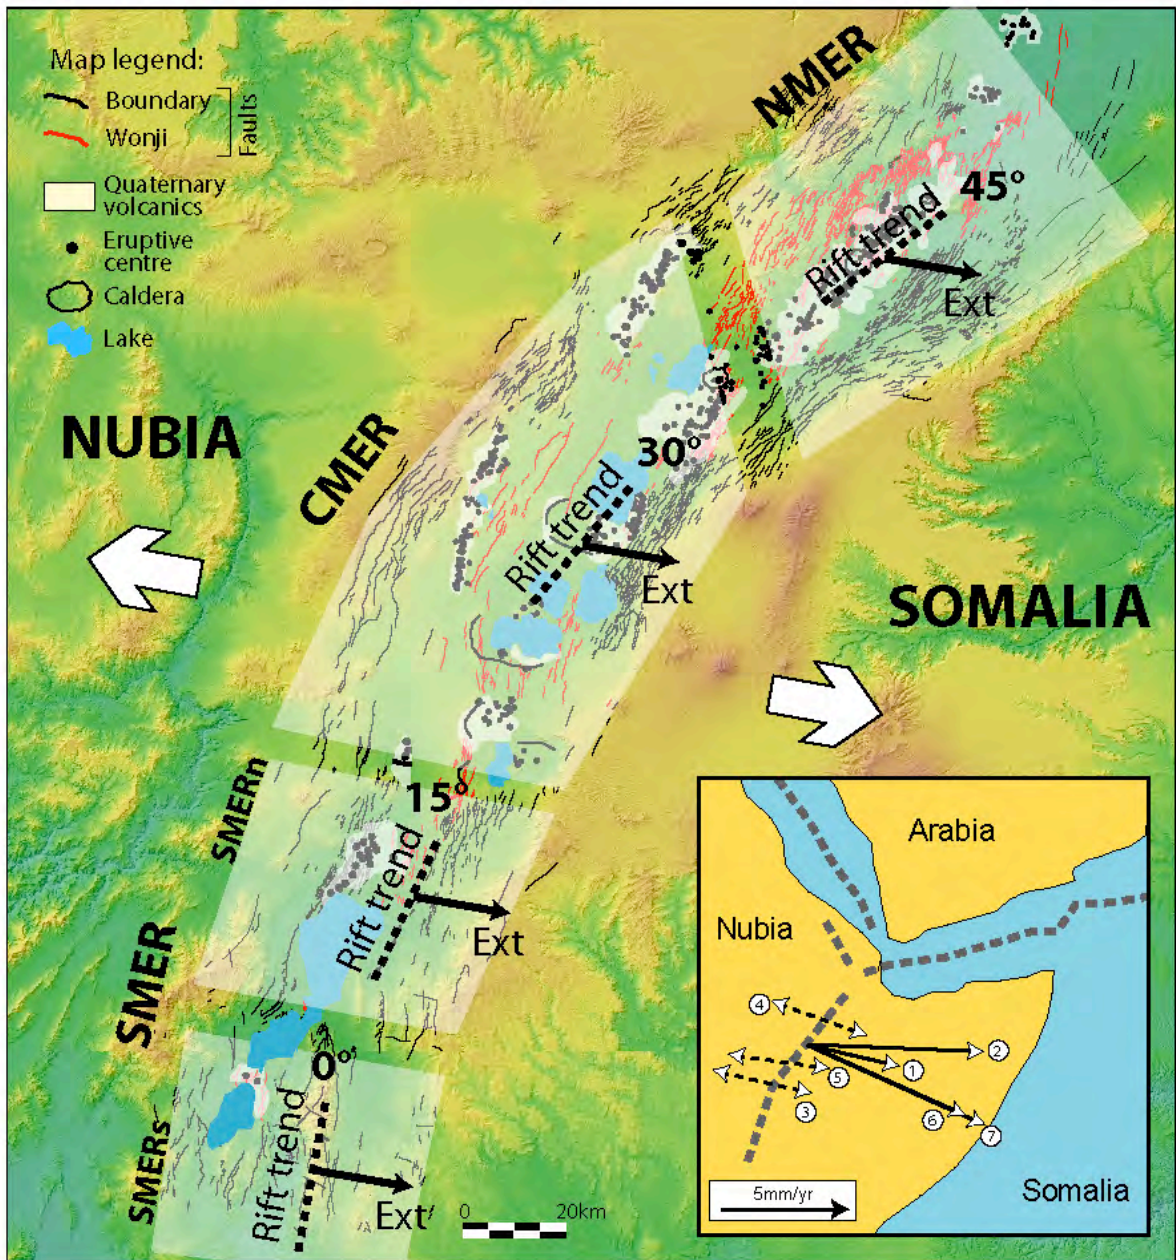 Map legend:
Boundary
Wonji
Faults
Quaternary
volcanics
Eruptive
centre
Caldera
Lake
NMER
45°
Rift trend
Ext
NUBIA
CMER
30°
Rift trend
Ext
SOMALIA
SMERn
15°
Rift trend
Ext
SMER
SMERs
0°
Rift trend
Ext
0 20km
Arabia
Nubia
4
2
1
5
3
6
7
5mm/yr
Somalia